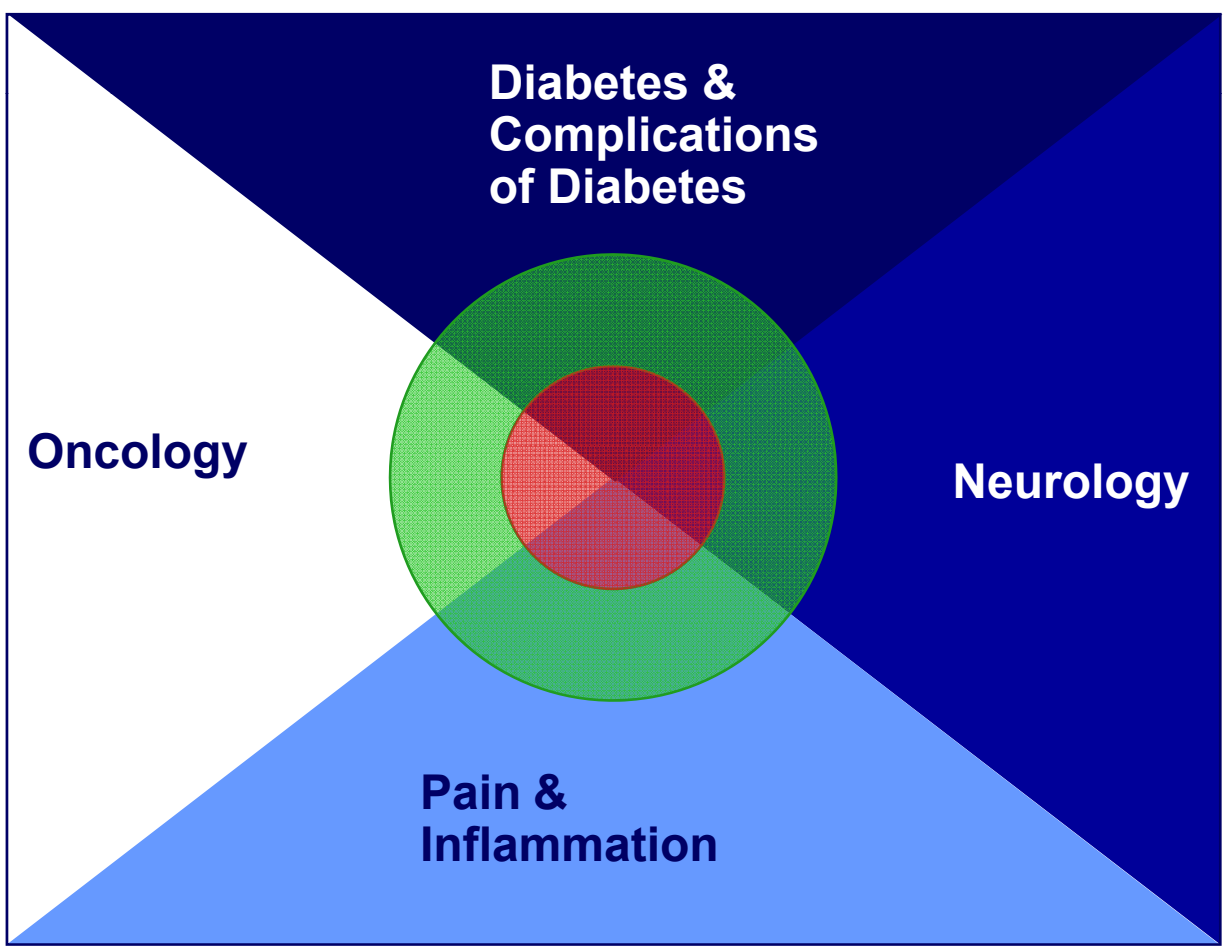 Diabetes &
Complications
of Diabetes
Oncology
Neurology
Pain &
Inflammation